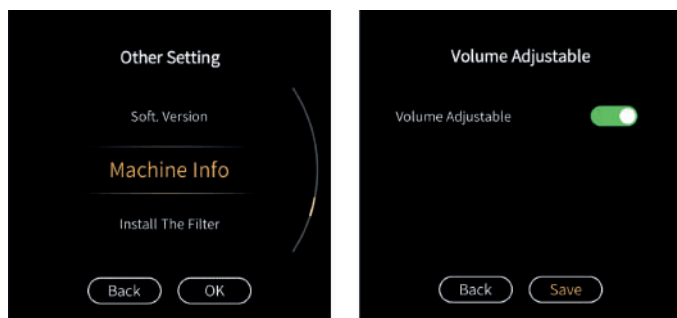 Other Setting
Soft. Version
Machine Info
Install The Filter
Back OK
Volume Adjustable
Volume Adjustable
Back Save